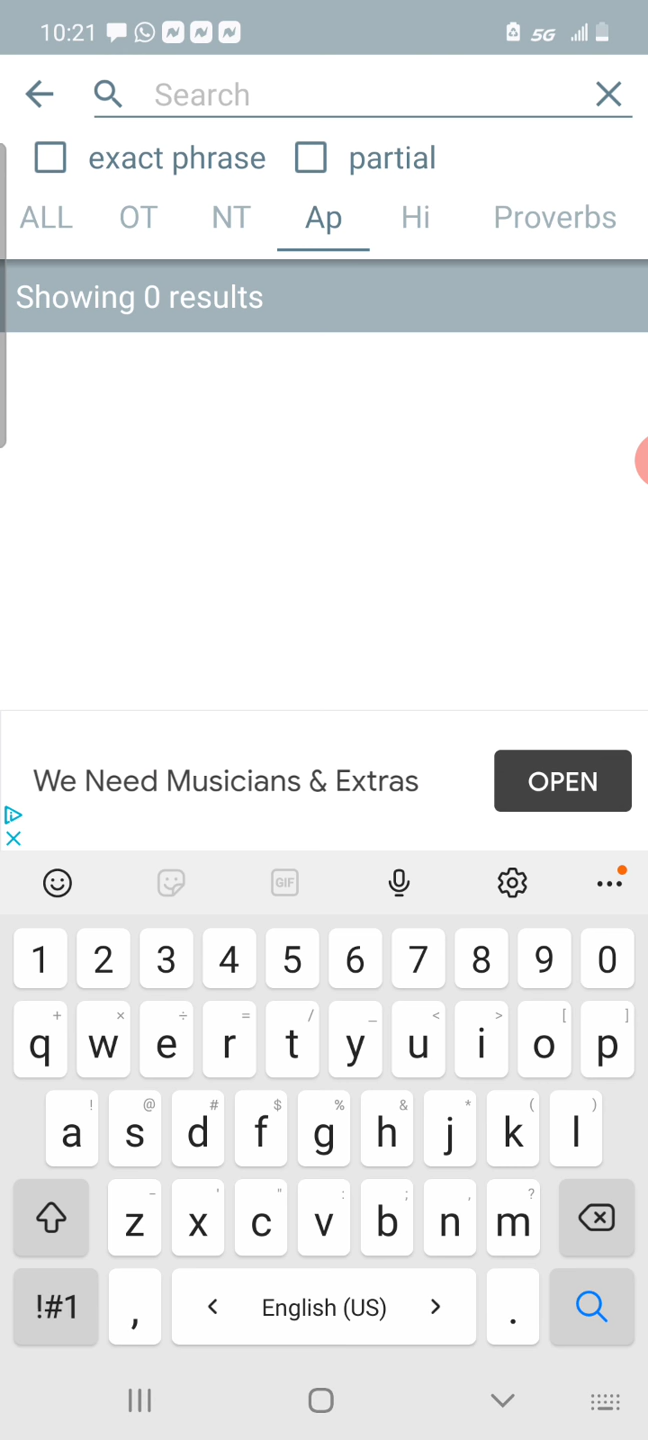 10:21 5G
Search
exact phrase partial
ALL OT NT Ap Hi Proverbs
Showing 0 results
We Need Musicians & Extras OPEN
GIF
1 2 3 4 5 6 7 8 9 0
+ × ÷ = / _ < > [ ]
q w e r t y u i o p
! @ # $ % & * ( )
a s d f g h j k l
- ' " : ; , ?
z x c v b n m
!#1 , < English (US) > .